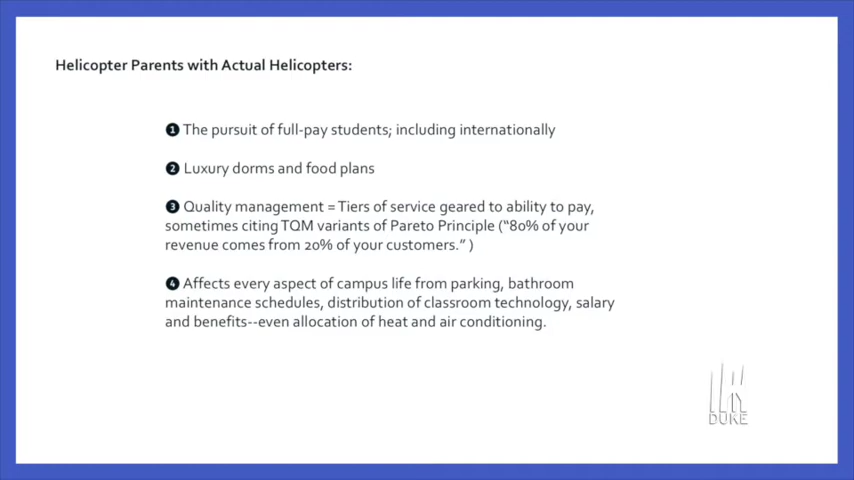 Helicopter Parents with Actual Helicopters:
❶ The pursuit of full-pay students; including internationally
❷ Luxury dorms and food plans
❸ Quality management = Tiers of service geared to ability to pay,
sometimes citing TQM variants of Pareto Principle (“80% of your
revenue comes from 20% of your customers.” )
❹ Affects every aspect of campus life from parking, bathroom
maintenance schedules, distribution of classroom technology, salary
and benefits--even allocation of heat and air conditioning.
DUKE